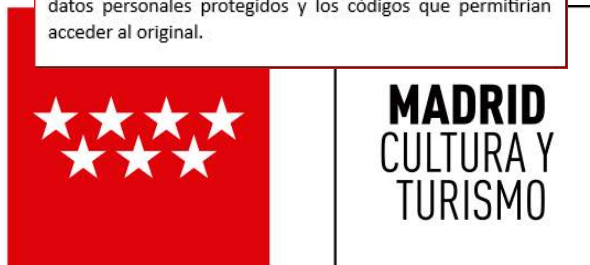 datos personales protegidos y los códigos que permitirían
acceder al original.
MADRID
CULTURA Y
TURISMO